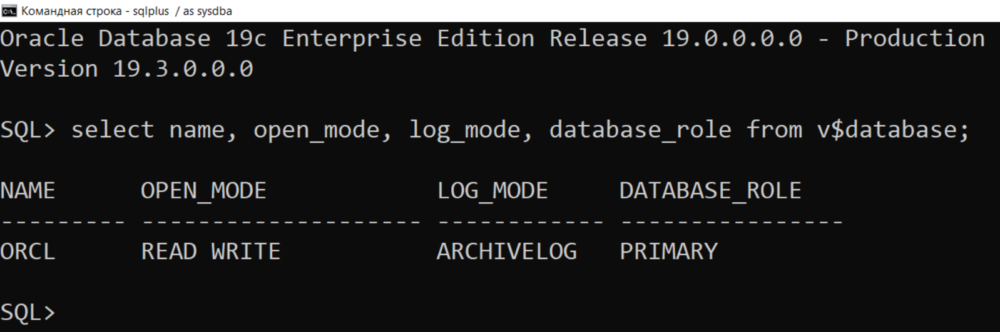 Командная строка - sqlplus / as sysdba
Oracle Database 19c Enterprise Edition Release 19.0.0.0.0 - Production
Version 19.3.0.0.0
SQL> select name, open_mode, log_mode, database_role from v$database;
NAME      OPEN_MODE            LOG_MODE     DATABASE_ROLE
--------- -------------------- ------------ ----------------
ORCL      READ WRITE           ARCHIVELOG   PRIMARY
SQL>